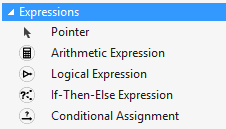 Expressions
Pointer
Arithmetic Expression
Logical Expression
If-Then-Else Expression
Conditional Assignment